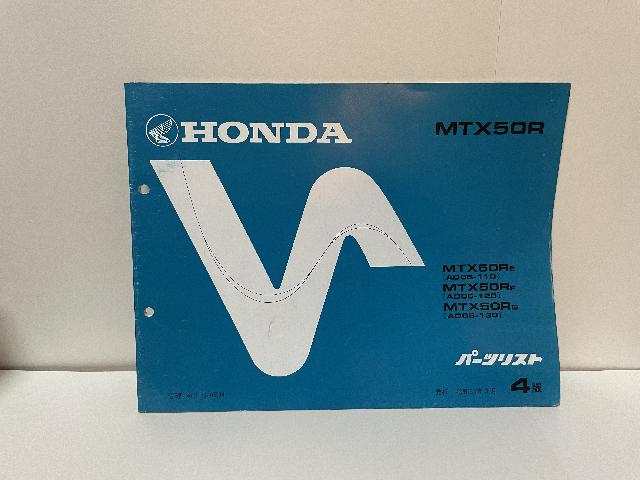 HONDA
MTX50R
MTX50RE
(AD06-110)
MTX50RF
(AD06-120)
MTX50RG
(AD06-130)
パーツリスト
4版